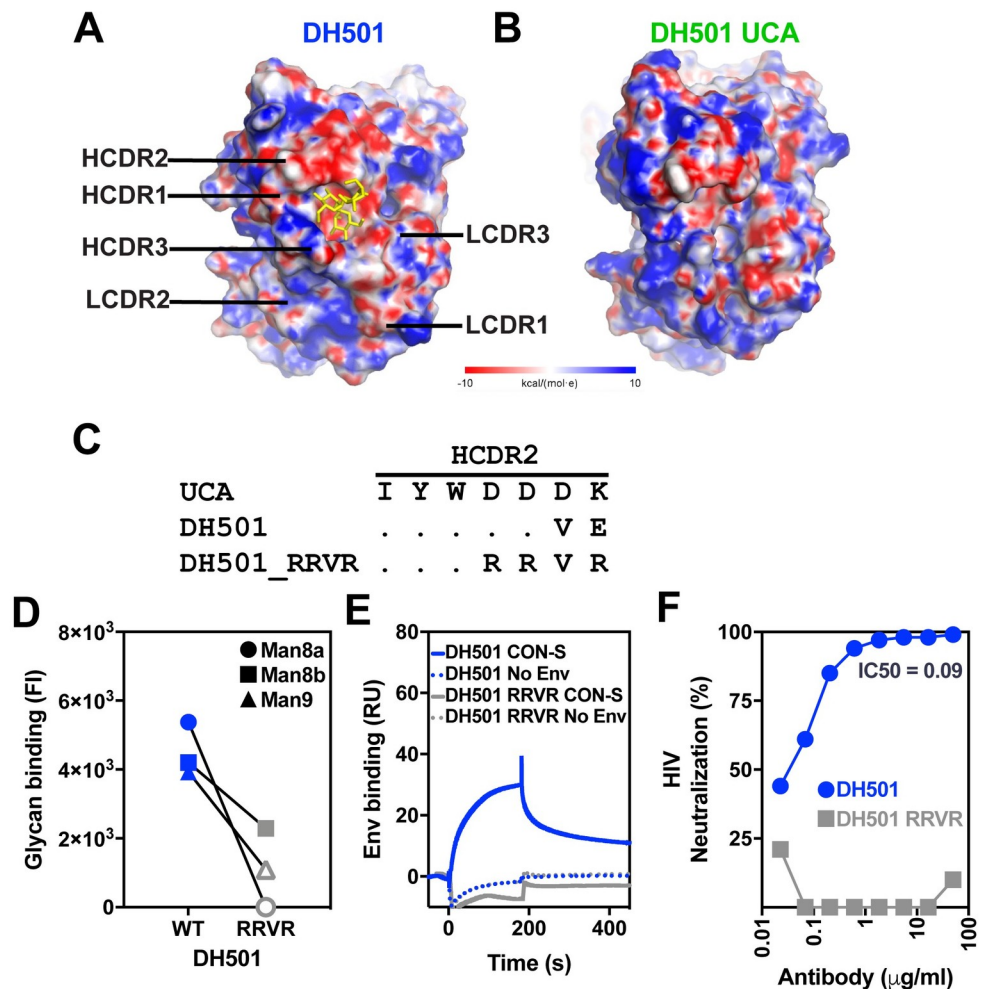 A
DH501
B
DH501 UCA
HCDR2
HCDR1
HCDR3
LCDR2
LCDR3
LCDR1
-10
kcal/(mol·e)
10
C
HCDR2
UCA I Y W D D D K
DH501 . . . . . V E
DH501_RRVR . . . R R V R
D
8×10³
6×10³
4×10³
2×10³
0
Glycan binding (FI)
Man8a
Man8b
Man9
WT
RRVR
DH501
E
80
60
40
20
0
Env binding (RU)
DH501 CON-S
DH501 No Env
DH501 RRVR CON-S
DH501 RRVR No Env
0
200
400
Time (s)
F
100
75
50
25
HIV
Neutralization (%)
IC50 = 0.09
DH501
DH501 RRVR
0.01
0.1
1
10
100
Antibody (μg/ml)